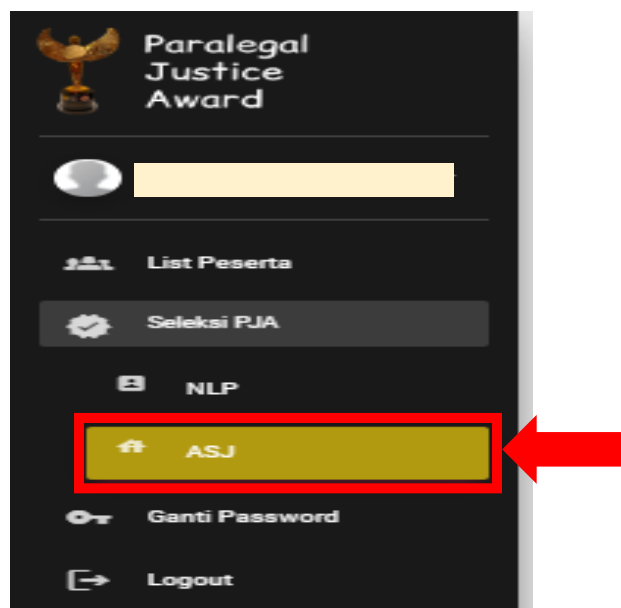 Paralegal
Justice
Award
List Peserta
Seleksi PJA
NLP
ASJ
Ganti Password
Logout